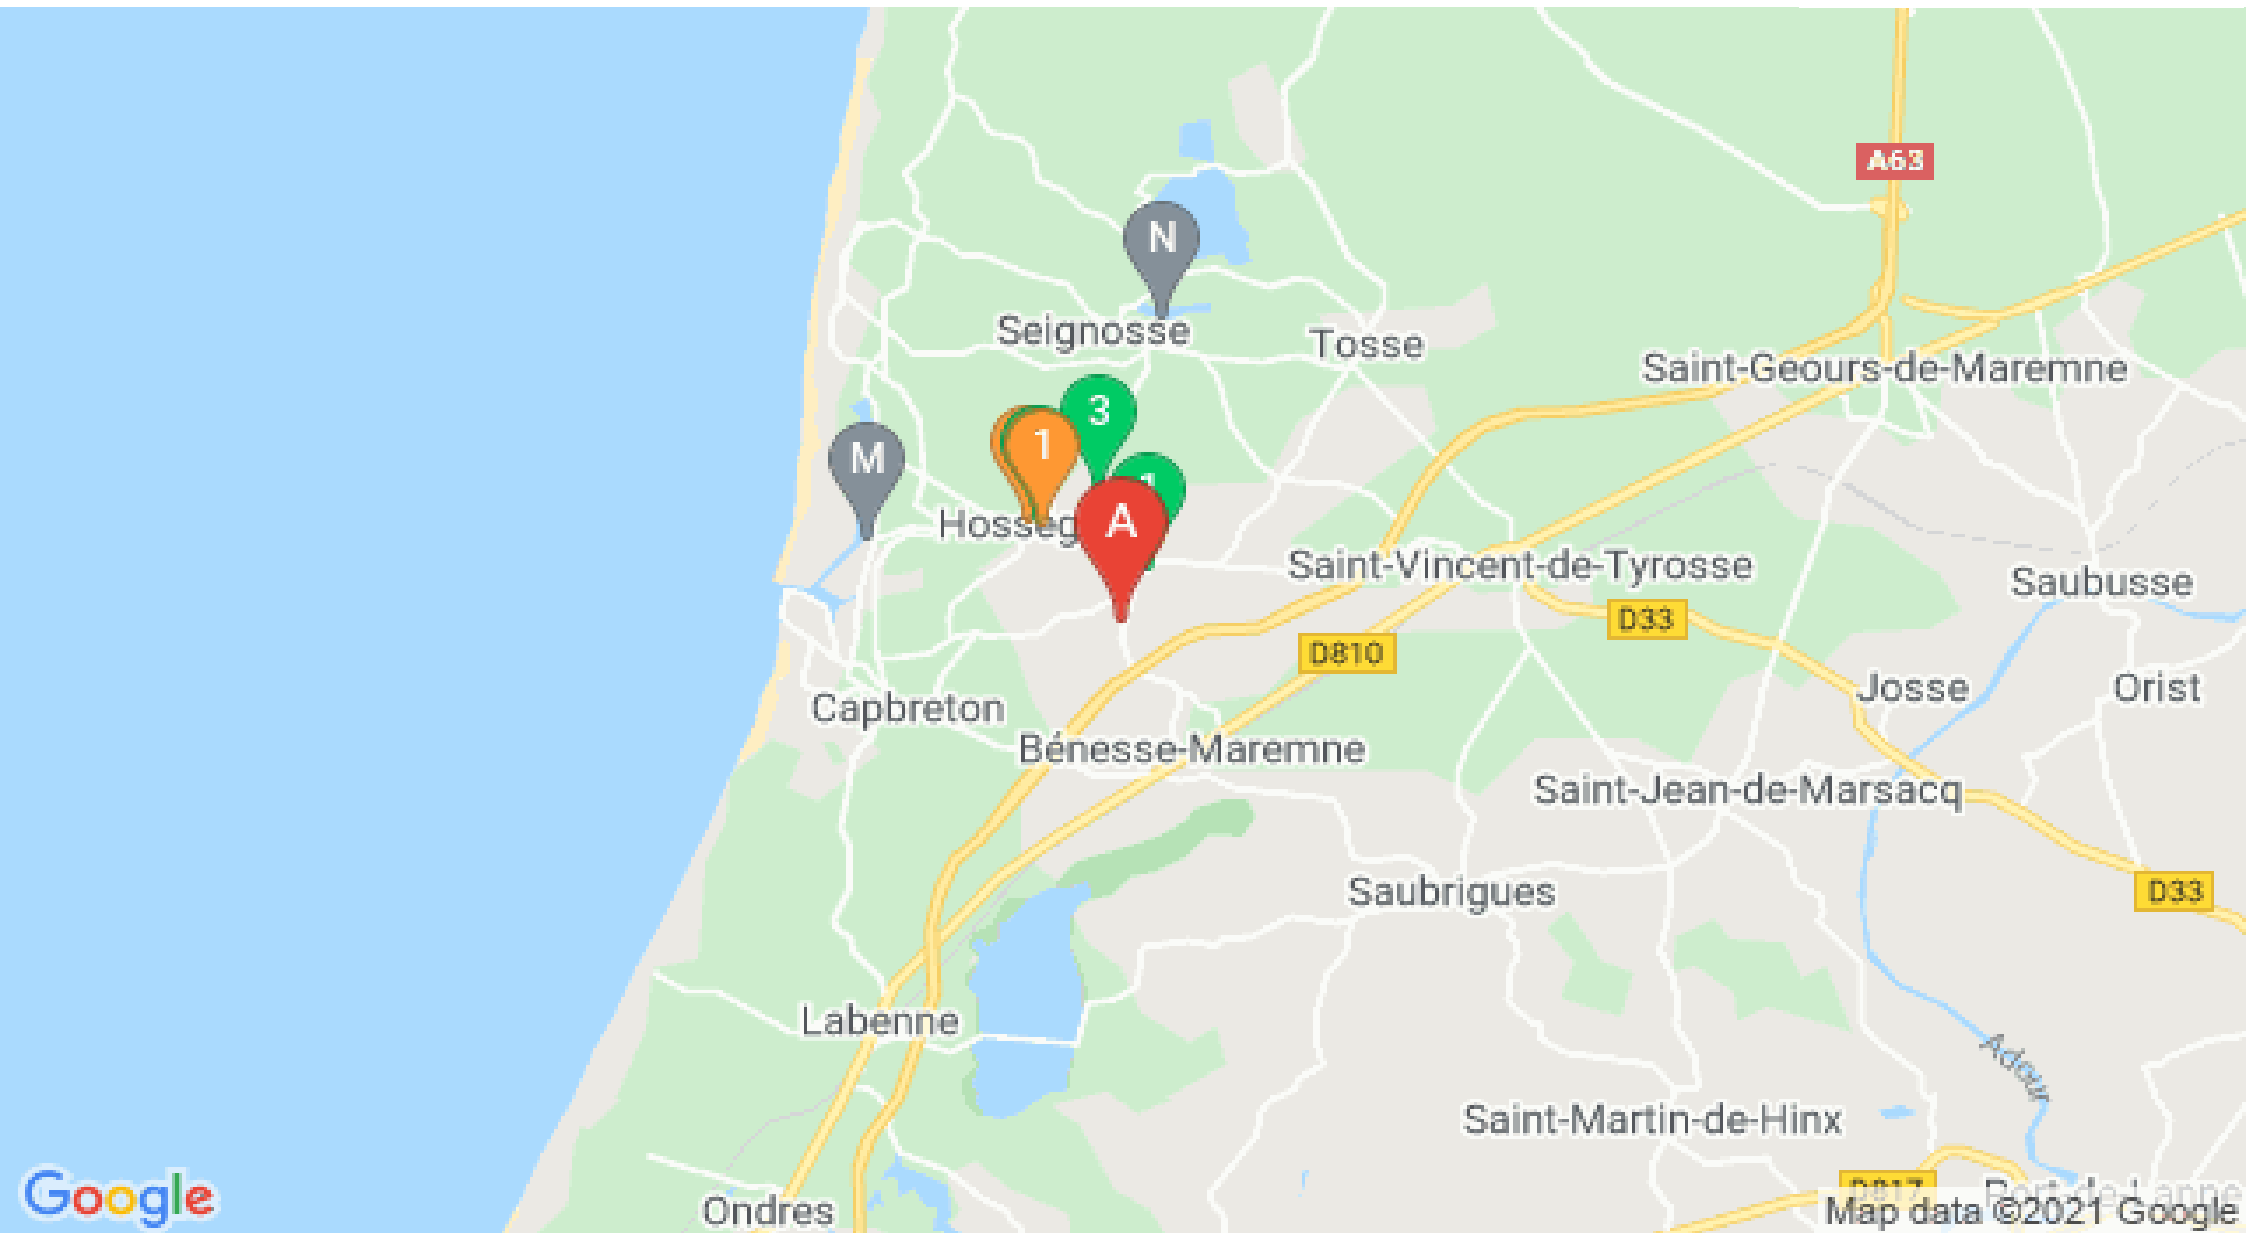 A63
N
Seignosse
Tosse
Saint-Geours-de-Maremne
3
1
M
A
Saint-Vincent-de-Tyrosse
Saubusse
D33
D810
Josse
Orist
Capbreton
Bénesse-Maremne
Saint-Jean-de-Marsacq
Saubrigues
D33
Labenne
Adour
Saint-Martin-de-Hinx
D817
Google
Ondres
Map data ©2021 Google